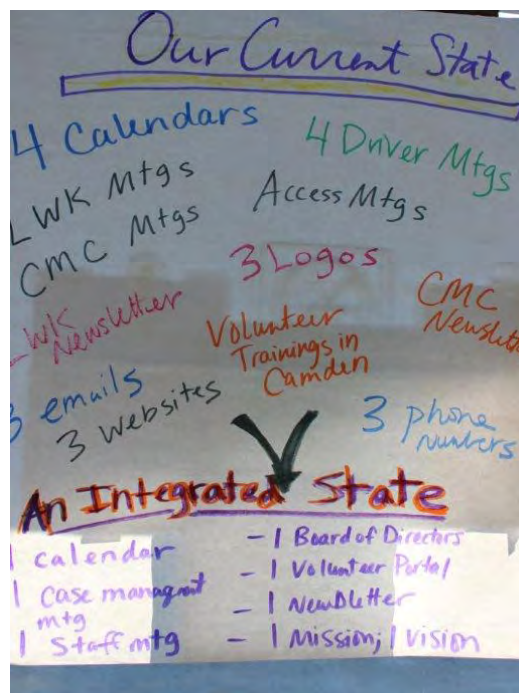 Our Current State
4 Calendars
4 Driver Mtgs
LWK Mtgs
Access Mtgs
CMC Mtgs
3 Logos
LWK
Newsletter
Volunteer
Trainings in
Camden
CMC
Newslett
3 emails
3 websites
3 phone
numbers
An Integrated State
1 calendar
1 Case managmt
mtg
1 Staff mtg
- 1 Board of Directors
- 1 Volunteer Portal
- 1 Newsletter
- 1 Mission; 1 Vision